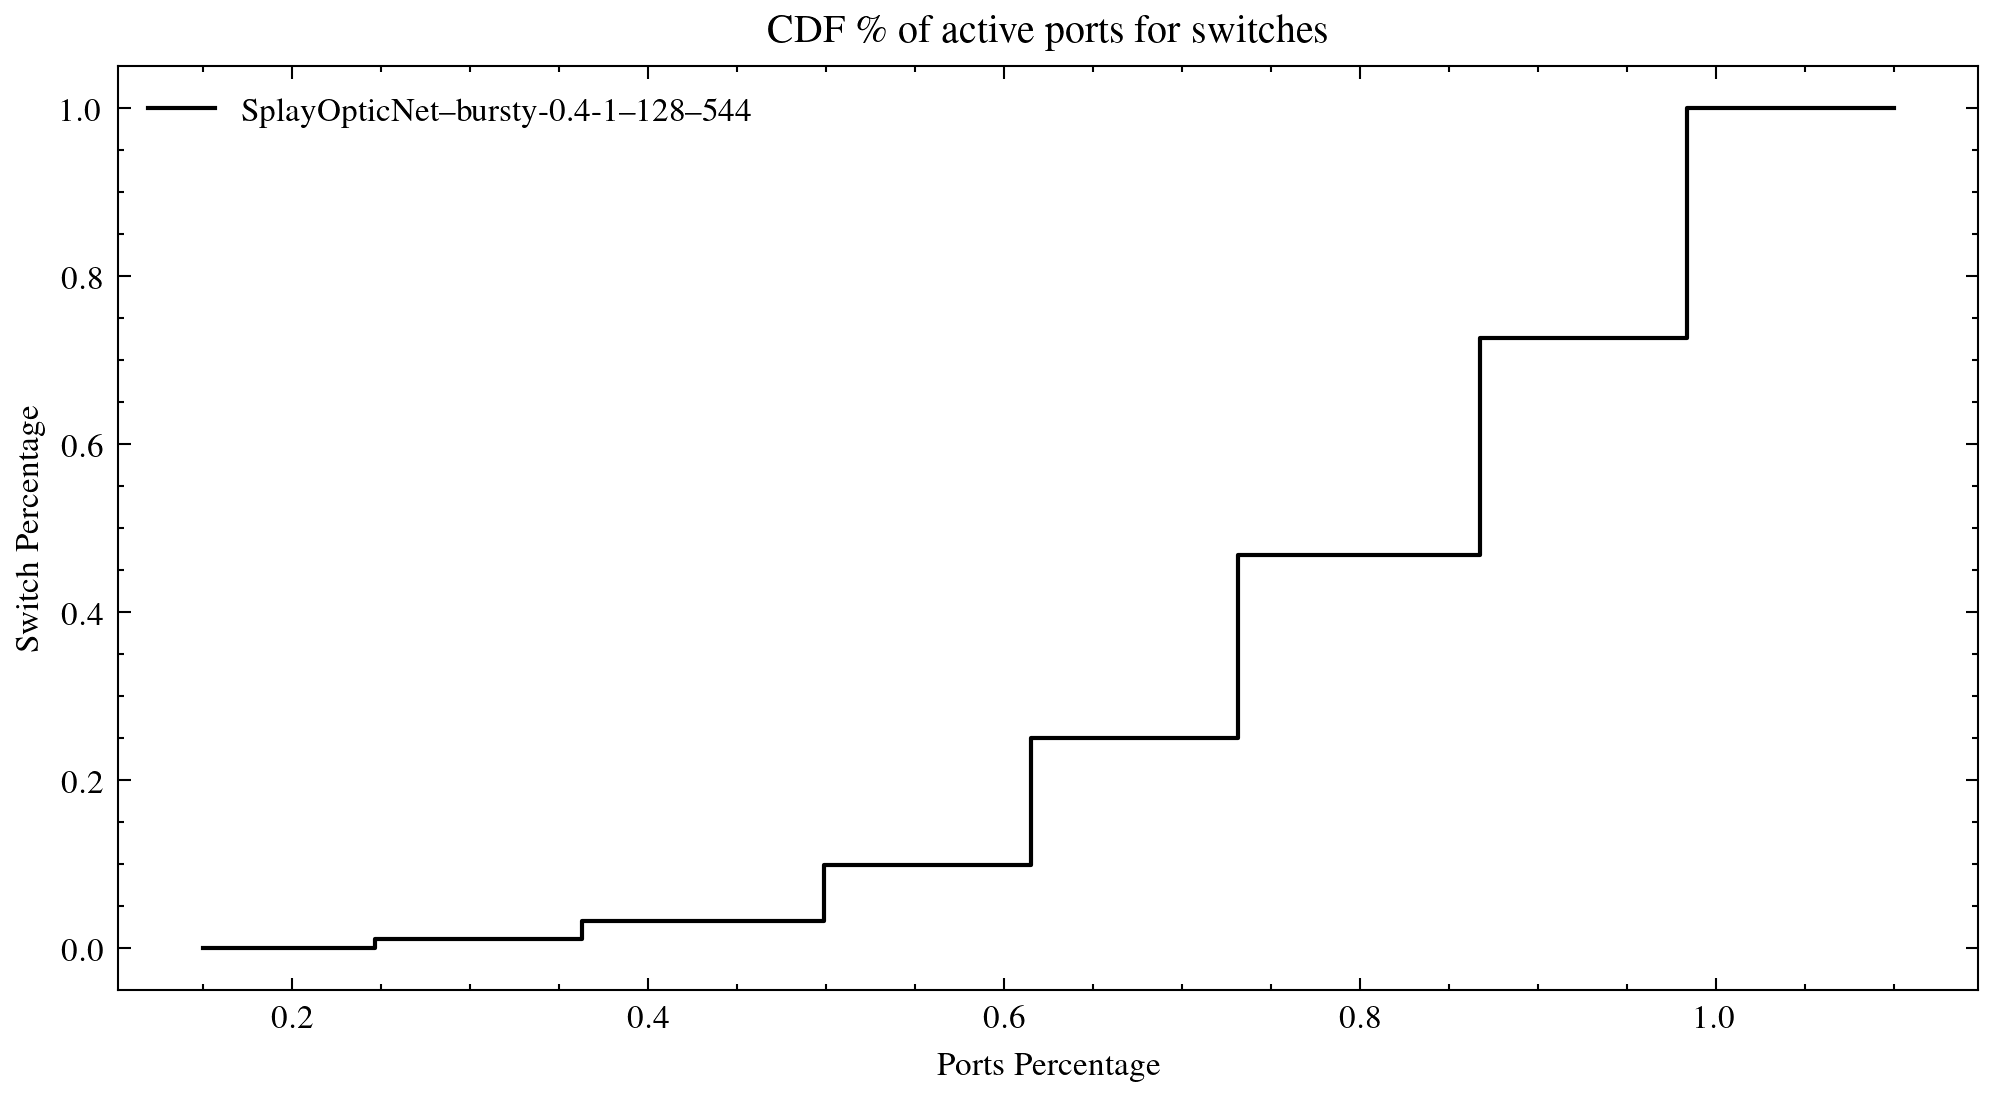 CDF % of active ports for switches
SplayOpticNet–bursty-0.4-1–128–544
1.0
0.8
0.6
0.4
0.2
0.0
Switch Percentage
0.2 0.4 0.6 0.8 1.0
Ports Percentage